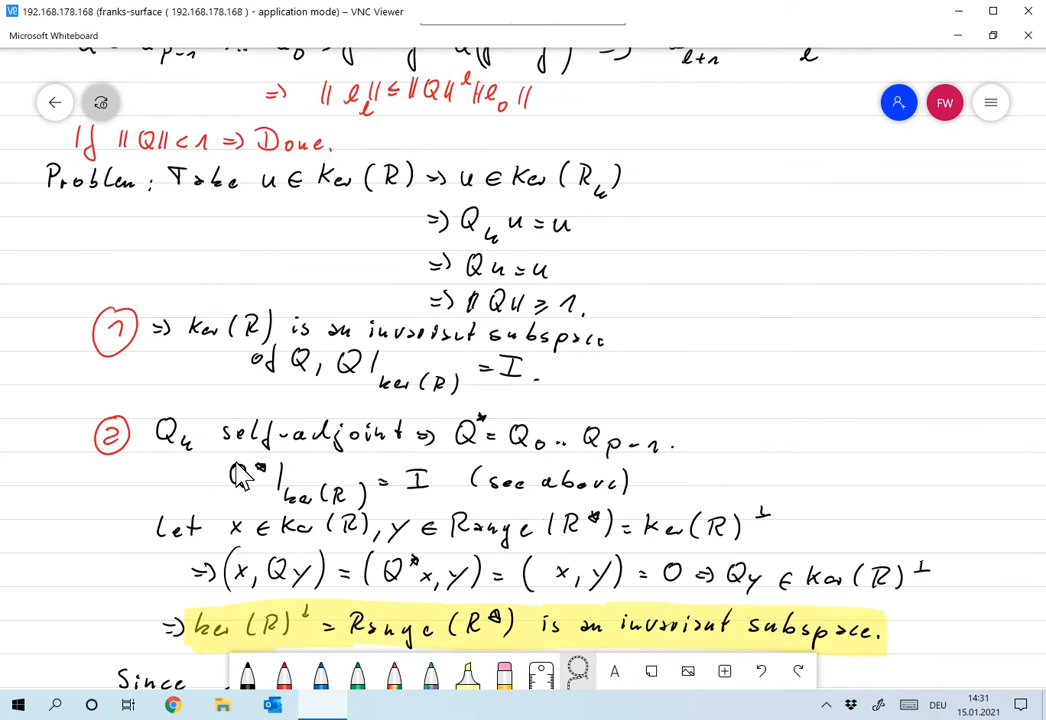 192.168.178.168 (franks-surface ( 192.168.178.168 ) - application mode) – VNC Viewer
Microsoft Whiteboard
FW
=> ‖ e_l ‖ ≤ ‖ Q ‖^l ‖ e_0 ‖
If ‖ Q ‖ < 1 => Done.
Problem: Take u ∈ Ker (R) => u ∈ Ker (R_k)
=> Q_k u = u
=> Q u = u
=> ‖ Q ‖ ≥ 1.
① => ker (R) is an invariant subspace
of Q, Q|_ker(R) = I.
② Q_k self-adjoint => Q* = Q_0 .. Q_p-1.
Q*|_ker(R) = I (see above)
Let x ∈ Ker (R), y ∈ Range (R*) = ker(R)^⊥
=> (x, Qy) = (Q*x, y) = ( x, y) = 0 => Qy ∈ ker(R)^⊥
=> ker (R)^⊥ = Range (R*) is an invariant subspace.
Since
A
DEU
14:31
15.01.2021